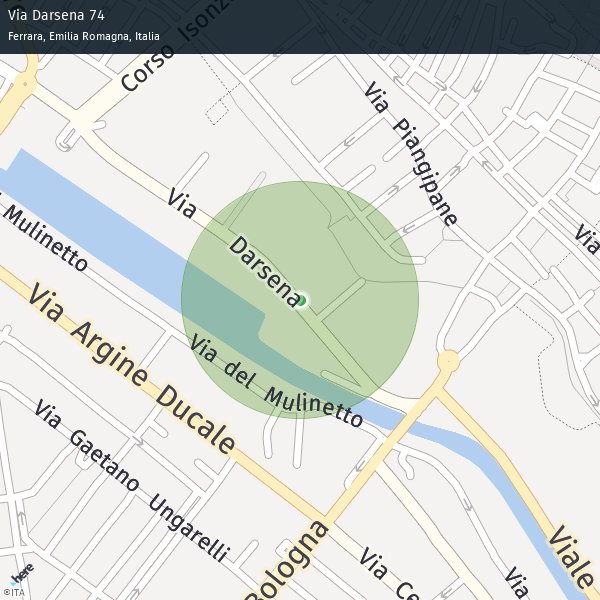 Via Darsena 74
Ferrara, Emilia Romagna, Italia
Corso Isonzo
Via Piangipane
Via
Via Darsena
Mulinetto
Via Argine Ducale
Via del Mulinetto
Via Gaetano Ungarelli
Bologna
Via Ce
Viale
Via
here
©ITA